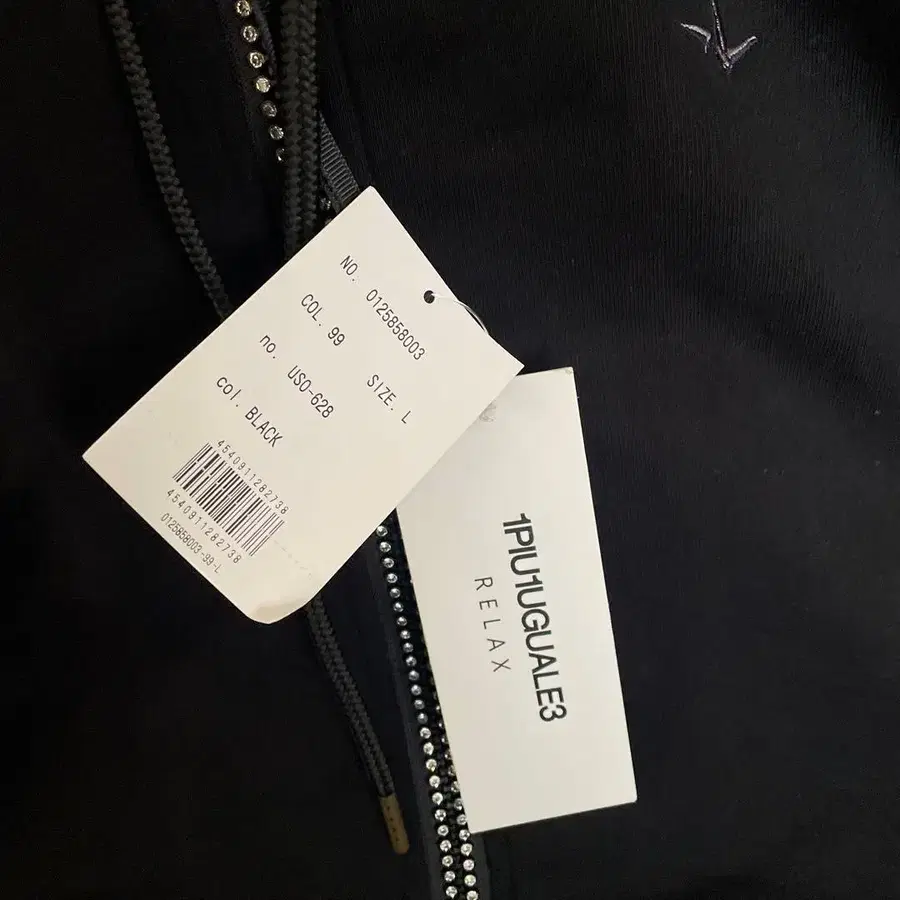 NO. 0125858003
COL. 99 SIZE. L
no. USO-628
col. BLACK
4540911282738
4540911282738
0125858003-99-L
1PIU1UGUALE3
RELAX